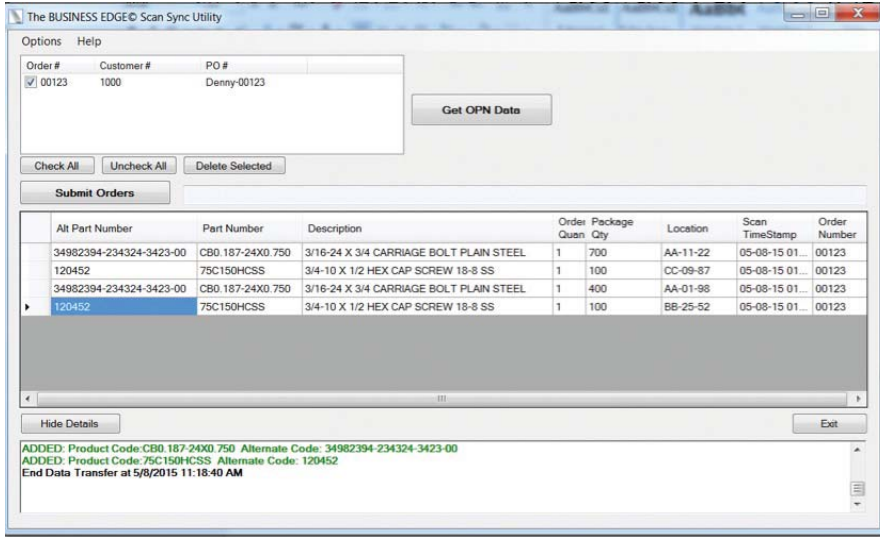 The BUSINESS EDGE© Scan Sync Utility
Options Help
Order # Customer # PO #
00123 1000 Denny-00123
Get OPN Data
Check All Uncheck All Delete Selected
Submit Orders
Alt Part Number Part Number Description Order Quan Package Qty Location Scan TimeStamp Order Number
34982394-234324-3423-00 CB0.187-24X0.750 3/16-24 X 3/4 CARRIAGE BOLT PLAIN STEEL 1 700 AA-11-22 05-08-15 01... 00123
120452 75C150HCSS 3/4-10 X 1/2 HEX CAP SCREW 18-8 SS 1 100 CC-09-87 05-08-15 01... 00123
34982394-234324-3423-00 CB0.187-24X0.750 3/16-24 X 3/4 CARRIAGE BOLT PLAIN STEEL 1 400 AA-01-98 05-08-15 01... 00123
120452 75C150HCSS 3/4-10 X 1/2 HEX CAP SCREW 18-8 SS 1 100 BB-25-52 05-08-15 01... 00123
Hide Details Exit
ADDED: Product Code:CB0.187-24X0.750 Alternate Code: 34982394-234324-3423-00
ADDED: Product Code:75C150HCSS Alternate Code: 120452
End Data Transfer at 5/8/2015 11:18:40 AM